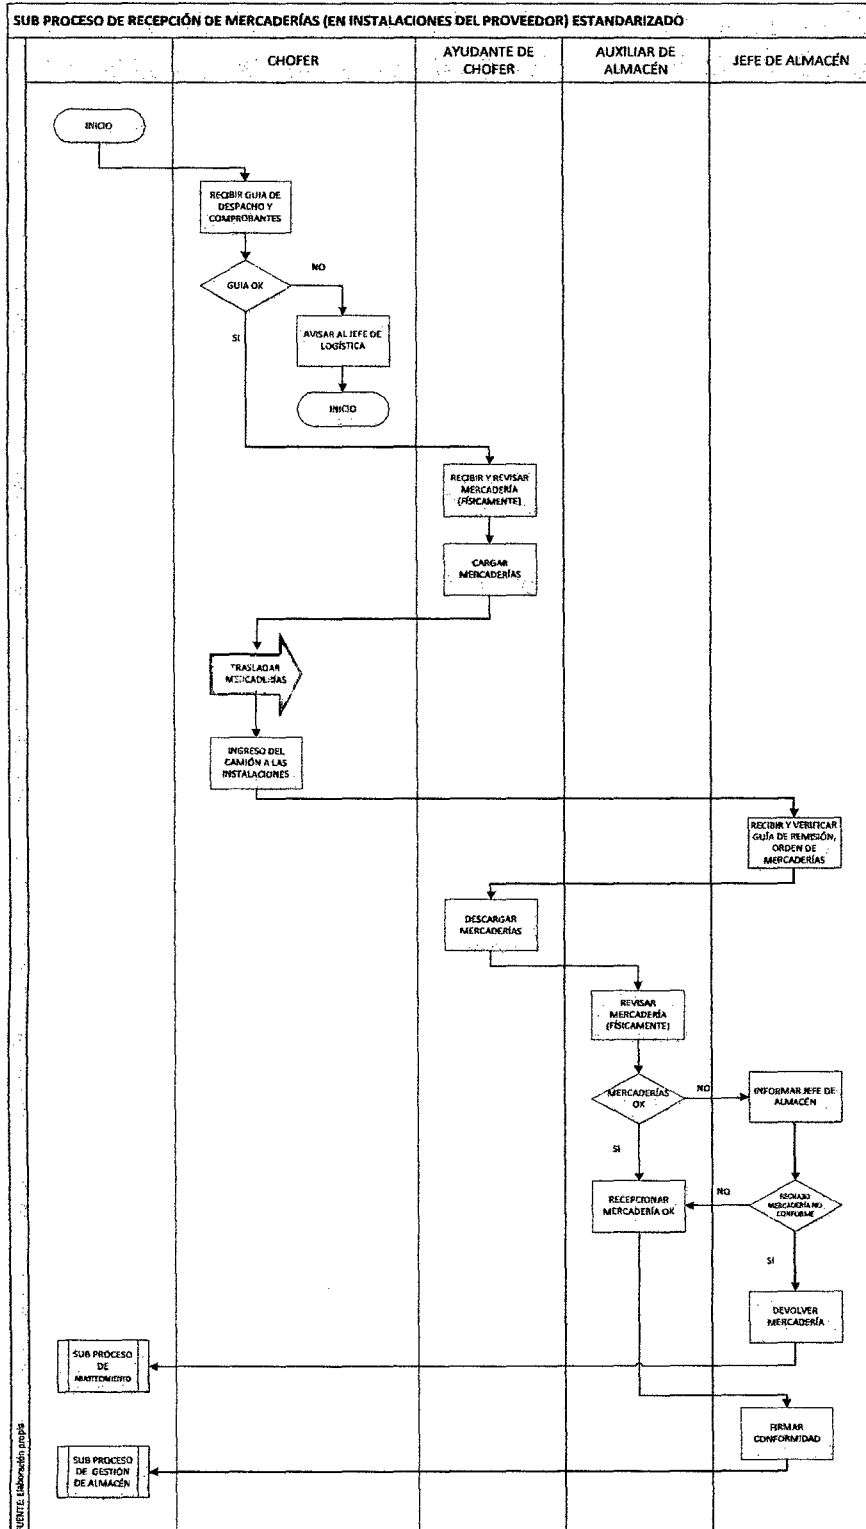 SUB PROCESO DE RECEPCIÓN DE MERCADERÍAS (EN INSTALACIONES DEL PROVEEDOR) ESTANDARIZADO
CHOFER
AYUDANTE DE
CHOFER
AUXILIAR DE
ALMACÉN
JEFE DE ALMACÉN
INICIO
RECIBIR GUIA DE
DESPACHO Y
COMPROBANTES
GUIA OK
NO
SI
AVISAR AL JEFE DE
LOGÍSTICA
INICIO
RECIBIR Y REVISAR
MERCADERÍA
(FÍSICAMENTE)
CARGAR
MERCADERÍAS
TRASLADAR
MERCADERÍAS
INGRESO DEL
CAMIÓN A LAS
INSTALACIONES
RECIBIR Y VERIFICAR
GUÍA DE REMISIÓN,
ORDEN DE
MERCADERÍAS
DESCARGAR
MERCADERÍAS
REVISAR
MERCADERÍA
(FÍSICAMENTE)
MERCADERÍAS
OK
NO
SI
INFORMAR JEFE DE
ALMACÉN
RECHAZO
MERCADERÍA NO
CONFORME
NO
SI
RECEPCIONAR
MERCADERÍA OK
DEVOLVER
MERCADERÍA
SUB PROCESO
DE
ABASTECIMIENTO
FIRMAR
CONFORMIDAD
SUB PROCESO
DE GESTIÓN
DE ALMACÉN
FUENTE: Elaboración propia